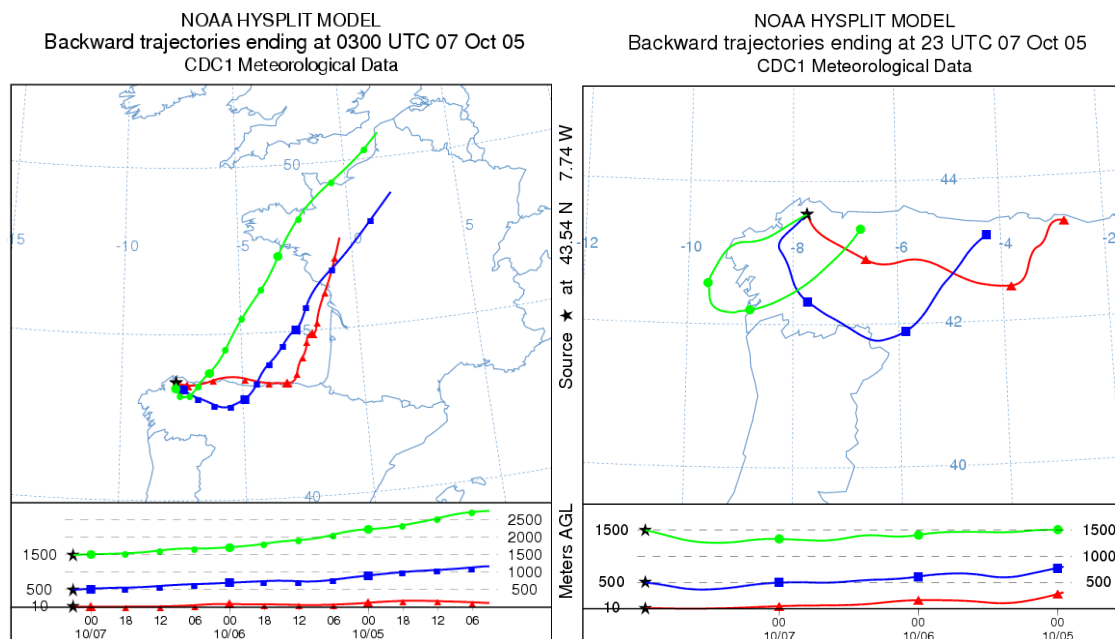 NOAA HYSPLIT MODEL
Backward trajectories ending at 0300 UTC 07 Oct 05
CDC1 Meteorological Data
50
-15
-10
-5
0
5
45
40
Source ★ at 43.54 N 7.74 W
Meters AGL
2500
2000
1500
1500
1000
500
500
10
00 18 12 06 00 18 12 06 00 18 12 06
10/07 10/06 10/05
NOAA HYSPLIT MODEL
Backward trajectories ending at 23 UTC 07 Oct 05
CDC1 Meteorological Data
44
-12
-10
-8
-6
-4
-2
42
40
1500
1500
1000
500
500
10
00 00 00
10/07 10/06 10/05